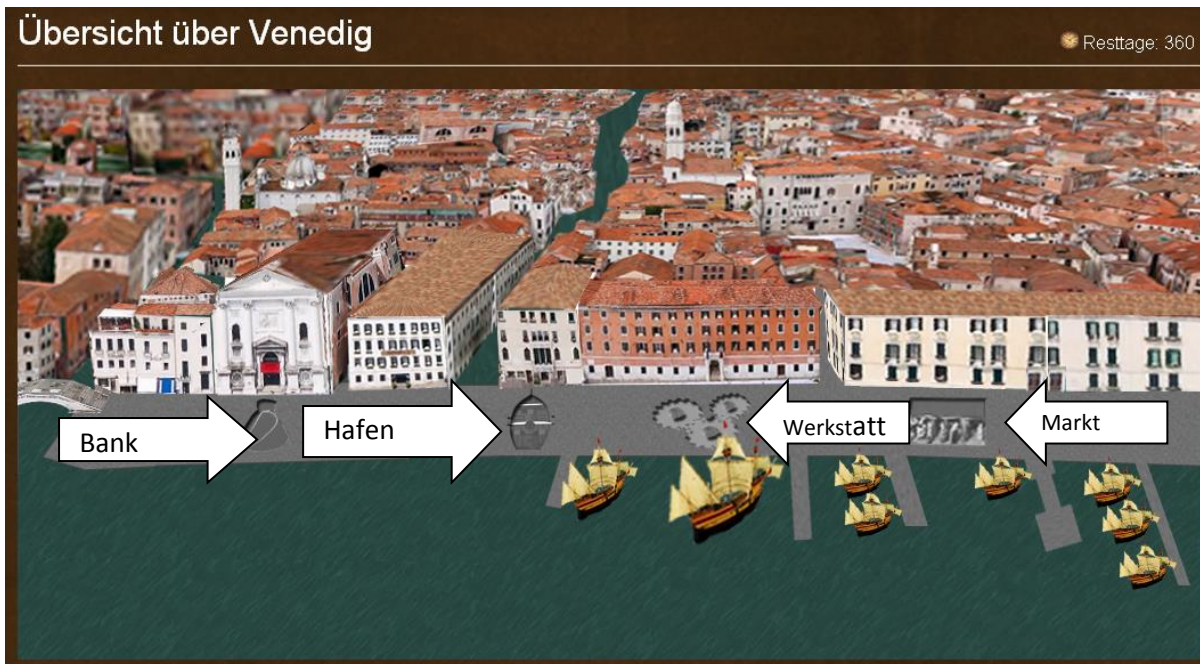 Übersicht über Venedig
Resttage: 360
Bank
Hafen
Werkstatt
Markt